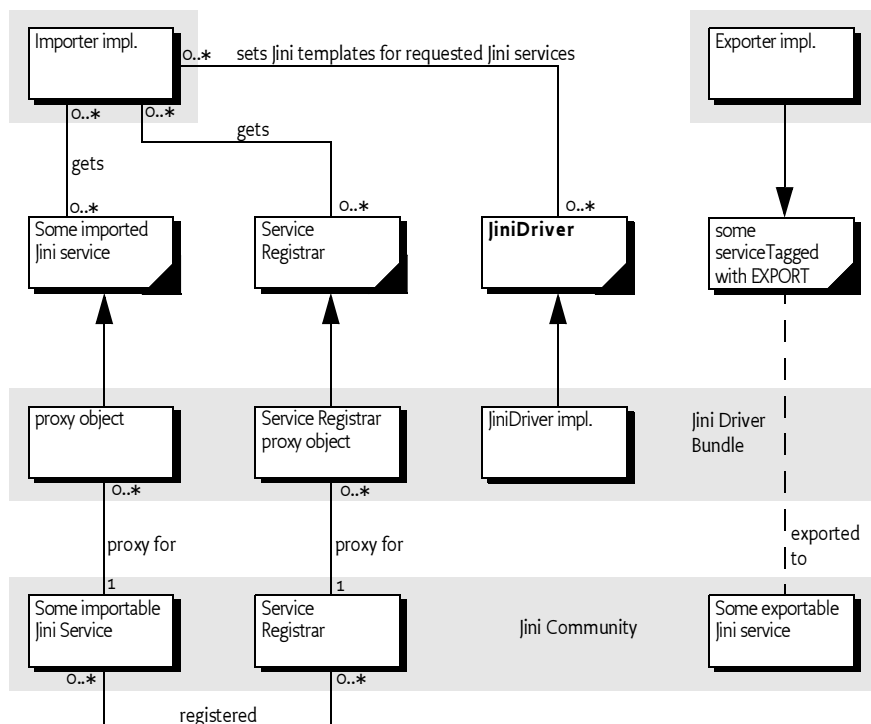 Importer impl.
0..* sets Jini templates for requested Jini services
Exporter impl.
0..*
0..*
gets
gets
0..*
0..*
0..*
Some imported
Jini service
Service
Registrar
JiniDriver
some
serviceTagged
with EXPORT
proxy object
Service Registrar
proxy object
JiniDriver impl.
Jini Driver
Bundle
0..*
0..*
proxy for
proxy for
exported
to
1
1
Some importable
Jini Service
Service
Registrar
Jini Community
Some exportable
Jini service
0..*
0..*
registered